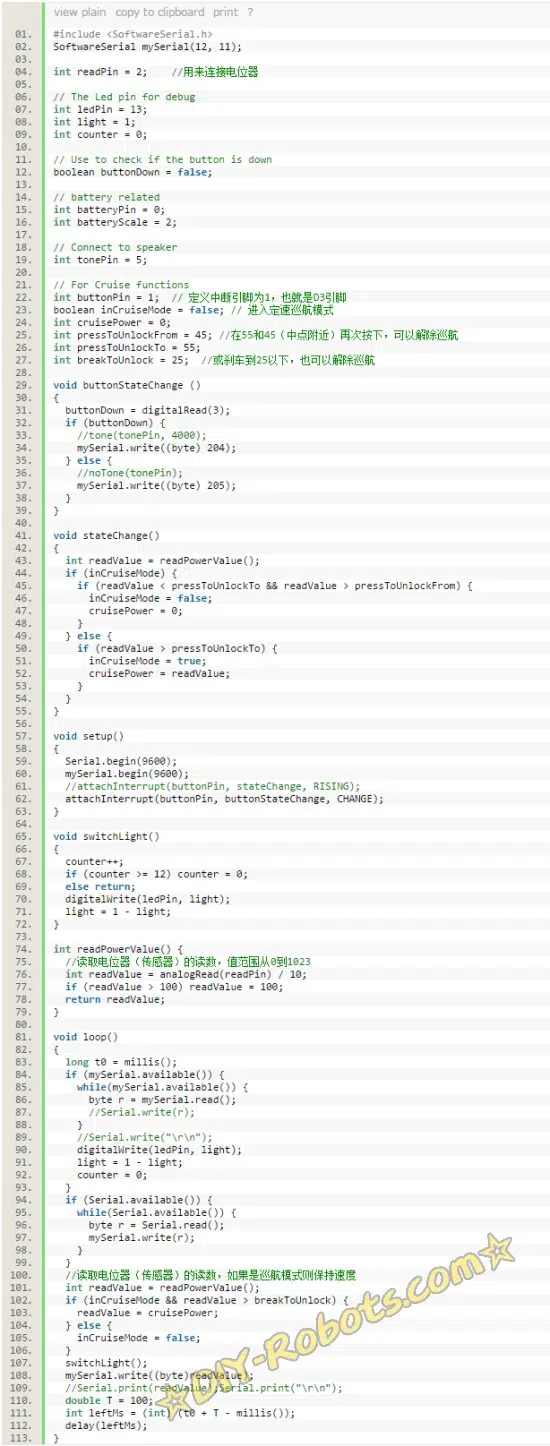 view plain copy to clipboard print ?
01. #include <SoftwareSerial.h>
02. SoftwareSerial mySerial(12, 11);
03.
04. int readPin = 2;    //用来连接电位器
05.
06. // The Led pin for debug
07. int ledPin = 13;
08. int light = 1;
09. int counter = 0;
10.
11. // Use to check if the button is down
12. boolean buttonDown = false;
13.
14. // battery related
15. int batteryPin = 0;
16. int batteryScale = 2;
17.
18. // Connect to speaker
19. int tonePin = 5;
20.
21. // For Cruise functions
22. int buttonPin = 1;  // 定义中断引脚为1，也就是D3引脚
23. boolean inCruiseMode = false; // 进入定速巡航模式
24. int cruisePower = 0;
25. int pressToUnlockFrom = 45; //在55和45（中点附近）再次按下，可以解除巡航
26. int pressToUnlockTo = 55;
27. int breakToUnlock = 25;  //或刹车到25以下，也可以解除巡航
28.
29. void buttonStateChange ()
30. {
31.   buttonDown = digitalRead(3);
32.   if (buttonDown) {
33.     //tone(tonePin, 4000);
34.     mySerial.write((byte) 204);
35.   } else {
36.     //noTone(tonePin);
37.     mySerial.write((byte) 205);
38.   }
39. }
40.
41. void stateChange()
42. {
43.   int readValue = readPowerValue();
44.   if (inCruiseMode) {
45.     if (readValue < pressToUnlockTo && readValue > pressToUnlockFrom) {
46.       inCruiseMode = false;
47.       cruisePower = 0;
48.     }
49.   } else {
50.     if (readValue > pressToUnlockTo) {
51.       inCruiseMode = true;
52.       cruisePower = readValue;
53.     }
54.   }
55. }
56.
57. void setup()
58. {
59.   Serial.begin(9600);
60.   mySerial.begin(9600);
61.   //attachInterrupt(buttonPin, stateChange, RISING);
62.   attachInterrupt(buttonPin, buttonStateChange, CHANGE);
63. }
64.
65. void switchLight()
66. {
67.   counter++;
68.   if (counter >= 12) counter = 0;
69.   else return;
70.   digitalWrite(ledPin, light);
71.   light = 1 - light;
72. }
73.
74. int readPowerValue() {
75.   //读取电位器（传感器）的读数，值范围从0到1023
76.   int readValue = analogRead(readPin) / 10;
77.   if (readValue > 100) readValue = 100;
78.   return readValue;
79. }
80.
81. void loop()
82. {
83.   long t0 = millis();
84.   if (mySerial.available()) {
85.     while(mySerial.available()) {
86.       byte r = mySerial.read();
87.       //Serial.write(r);
88.     }
89.     //Serial.write("\r\n");
90.     digitalWrite(ledPin, light);
91.     light = 1 - light;
92.     counter = 0;
93.   }
94.   if (Serial.available()) {
95.     while(Serial.available()) {
96.       byte r = Serial.read();
97.       mySerial.write(r);
98.     }
99.   }
100.   //读取电位器（传感器）的读数，如果是巡航模式则保持速度
101.   int readValue = readPowerValue();
102.   if (inCruiseMode && readValue > breakToUnlock) {
103.     readValue = cruisePower;
104.   } else {
105.     inCruiseMode = false;
106.   }
107.   switchLight();
108.   mySerial.write((byte)readValue);
109.   //Serial.print(readValue);Serial.print("\r\n");
110.   double T = 100;
111.   int leftMs = (int) (t0 + T - millis());
112.   delay(leftMs);
113. }
☆DIY-Robots.com☆